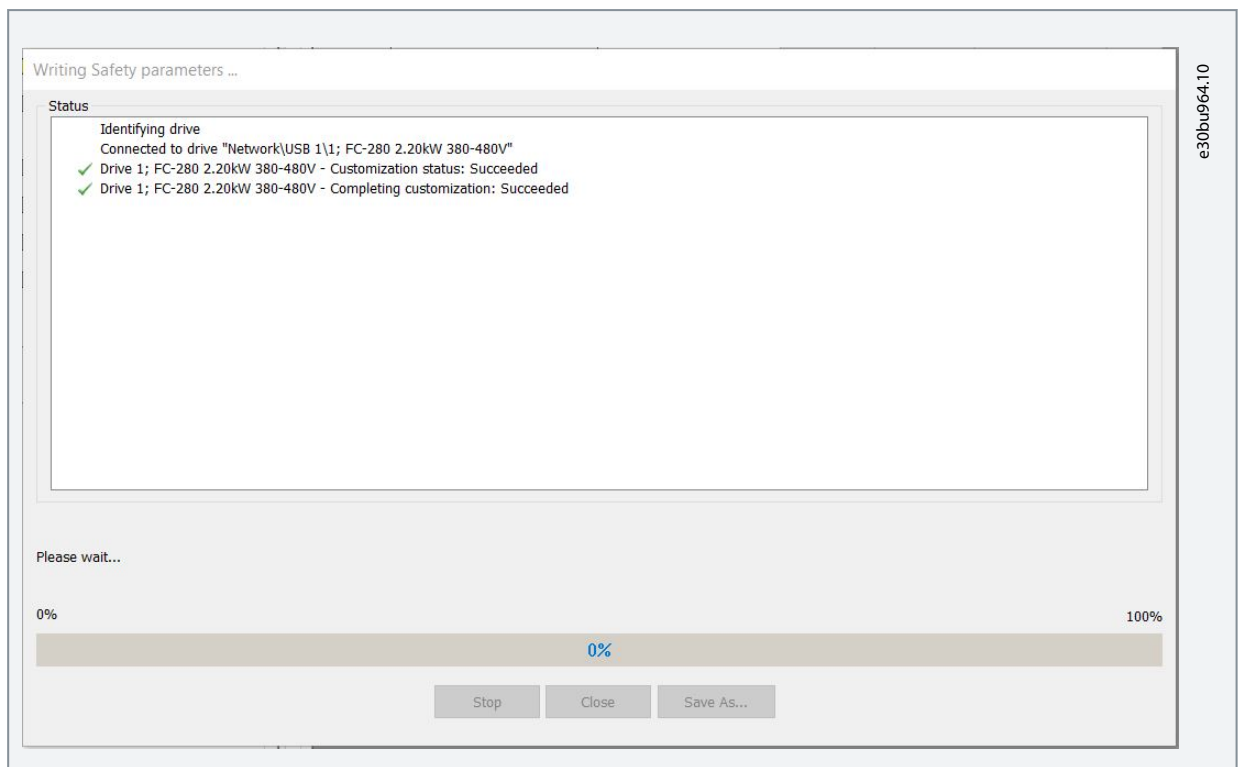 Writing Safety parameters ...
Status
Identifying drive
Connected to drive "Network\USB 1\1; FC-280 2.20kW 380-480V"
Drive 1; FC-280 2.20kW 380-480V - Customization status: Succeeded
Drive 1; FC-280 2.20kW 380-480V - Completing customization: Succeeded
Please wait...
0%
100%
0%
Stop
Close
Save As...
e30bu964.10